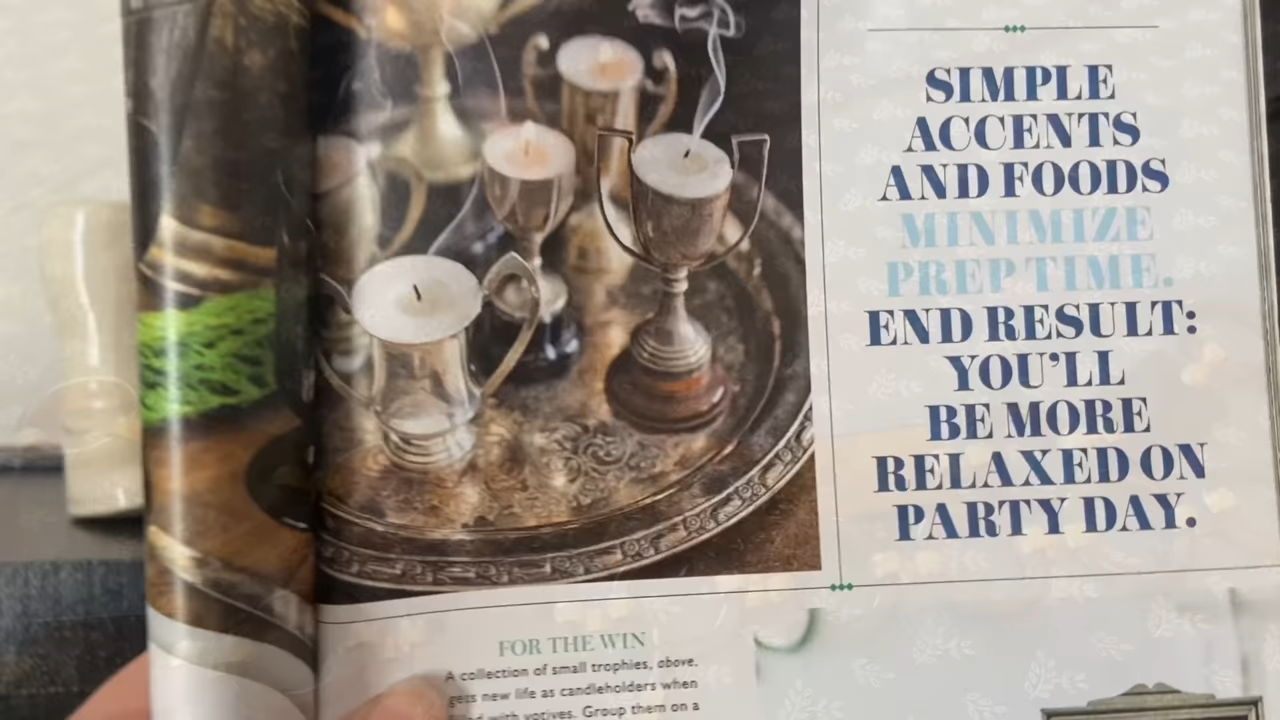 SIMPLE
ACCENTS
AND FOODS
MINIMIZE
PREP TIME.
END RESULT:
YOU'LL
BE MORE
RELAXED ON
PARTY DAY.
FOR THE WIN
A collection of small trophies, above,
gets new life as candleholders when
with votives. Group them on a